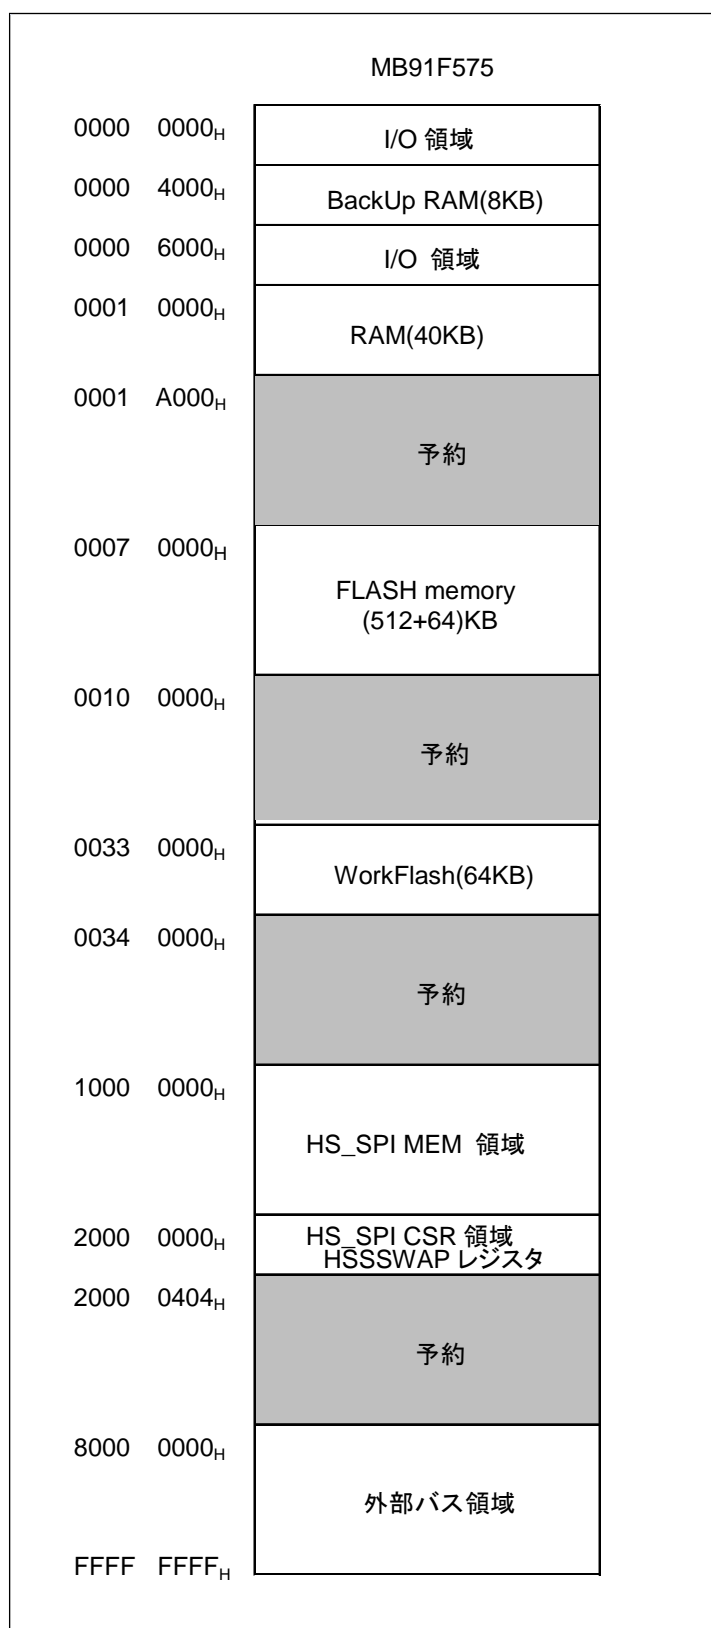 MB91F575
0000 0000H
I/O 領域
0000 4000H
BackUp RAM(8KB)
0000 6000H
I/O 領域
0001 0000H
RAM(40KB)
0001 A000H
予約
0007 0000H
FLASH memory
(512+64)KB
0010 0000H
予約
0033 0000H
WorkFlash(64KB)
0034 0000H
予約
1000 0000H
HS_SPI MEM 領域
2000 0000H
HS_SPI CSR 領域
HSSSWAP レジスタ
2000 0404H
予約
8000 0000H
外部バス領域
FFFF FFFFH